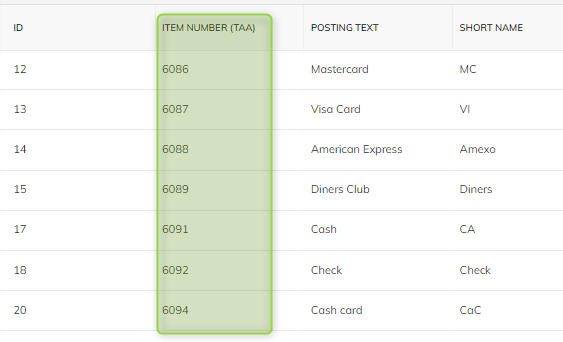 ID ITEM NUMBER (TAA) POSTING TEXT SHORT NAME
12 6086 Mastercard MC
13 6087 Visa Card VI
14 6088 American Express Amexo
15 6089 Diners Club Diners
17 6091 Cash CA
18 6092 Check Check
20 6094 Cash card CaC